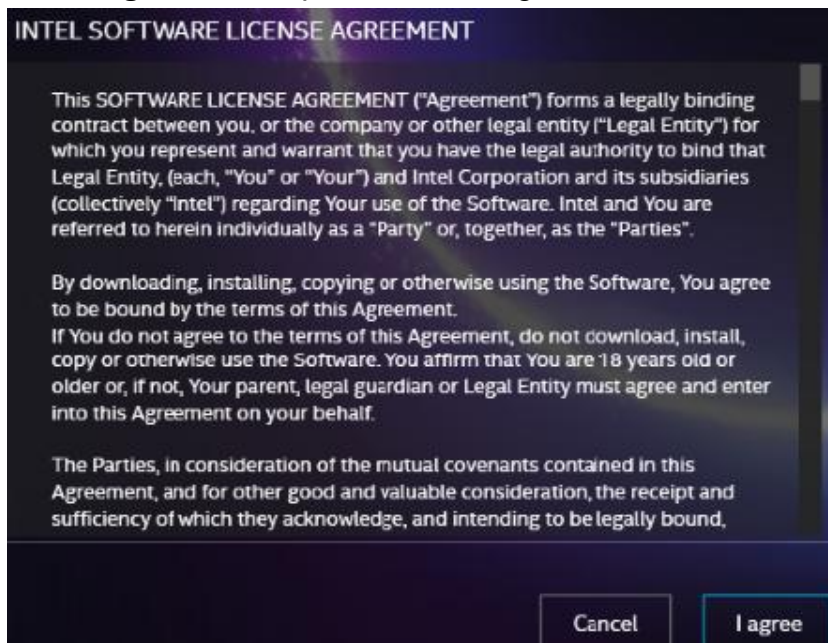 INTEL SOFTWARE LICENSE AGREEMENT
This SOFTWARE LICENSE AGREEMENT ("Agreement") forms a legally binding
contract between you, or the company or other legal entity ("Legal Entity") for
which you represent and warrant that you have the legal authority to bind that
Legal Entity, (each, "You" or "Your") and Intel Corporation and its subsidiaries
(collectively "Intel") regarding Your use of the Software. Intel and You are
referred to herein individually as a "Party" or, together, as the "Parties".
By downloading, installing, copying or otherwise using the Software, You agree
to be bound by the terms of this Agreement.
If You do not agree to the terms of this Agreement, do not download, install,
copy or otherwise use the Software. You affirm that You are 18 years old or
older or, if not, Your parent, legal guardian or Legal Entity must agree and enter
into this Agreement on your behalf.
The Parties, in consideration of the mutual covenants contained in this
Agreement, and for other good and valuable consideration, the receipt and
sufficiency of which they acknowledge, and intending to be legally bound,
Cancel
I agree